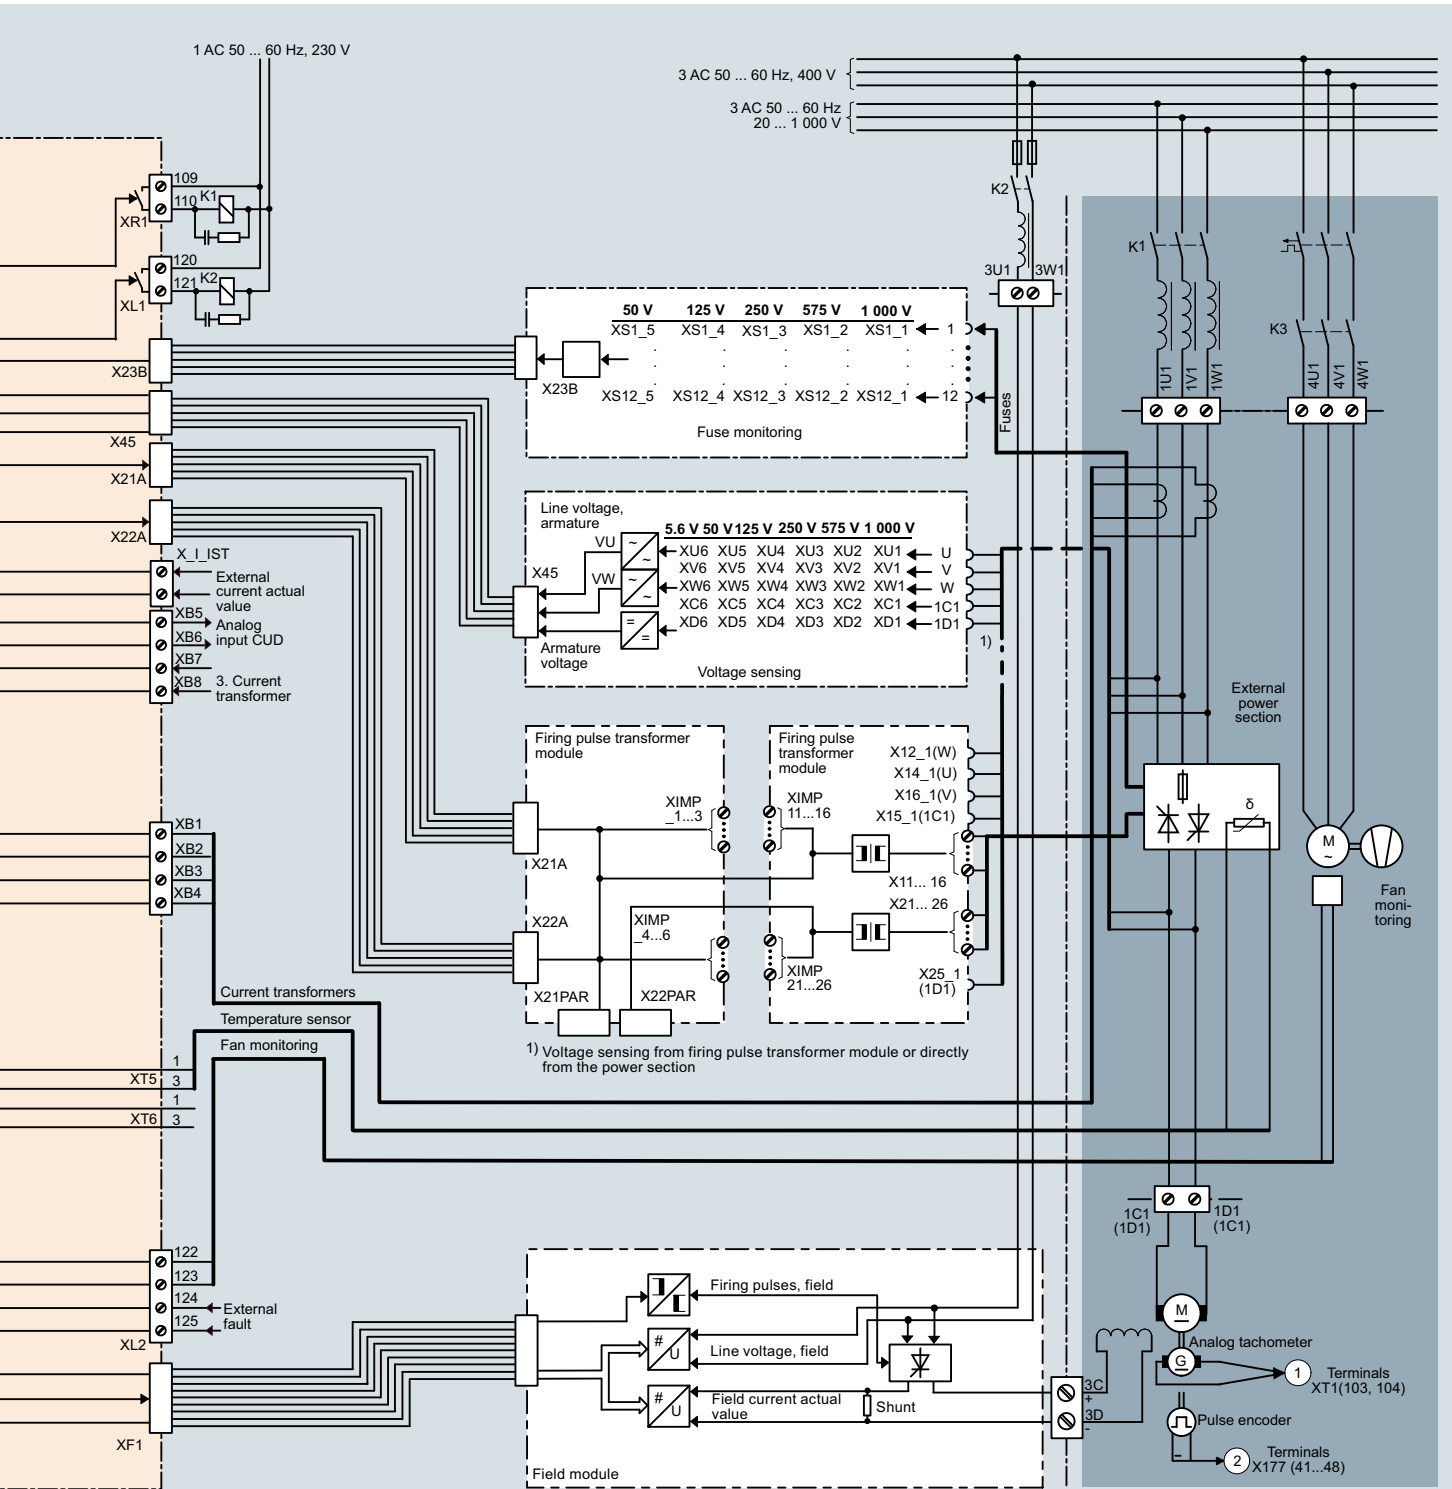 1 AC 50 ... 60 Hz, 230 V
3 AC 50 ... 60 Hz, 400 V
3 AC 50 ... 60 Hz
20 ... 1 000 V
109
110
K1
XR1
120
121
K2
XL1
X23B
X45
X21A
X22A
X_I_IST
External
current actual
value
XB5
XB6
Analog
input CUD
XB7
XB8
3. Current
transformer
XB1
XB2
XB3
XB4
Current transformers
Temperature sensor
Fan monitoring
XT5
1
3
XT6
1
3
122
123
124
125
External
fault
XL2
XF1
50 V 125 V 250 V 575 V 1 000 V
XS1_5 XS1_4 XS1_3 XS1_2 XS1_1 1
X23B
XS12_5 XS12_4 XS12_3 XS12_2 XS12_1 12
Fuse monitoring
Fuses
Line voltage,
armature
5.6 V 50 V 125 V 250 V 575 V 1 000 V
VU
~
~
XU6 XU5 XU4 XU3 XU2 XU1 U
XV6 XV5 XV4 XV3 XV2 XV1 V
X45
VW
~
~
XW6 XW5 XW4 XW3 XW2 XW1 W
XC6 XC5 XC4 XC3 XC2 XC1 1C1
XD6 XD5 XD4 XD3 XD2 XD1 1D1
=
=
1)
Armature
voltage
Voltage sensing
Firing pulse transformer
module
XIMP
_1...3
X21A
X22A
XIMP
_4...6
X21PAR
X22PAR
Firing pulse
transformer
module
X12_1(W)
X14_1(U)
X16_1(V)
X15_1(1C1)
XIMP
11...16
X11... 16
X21... 26
XIMP
21...26
X25_1
(1D1)
1) Voltage sensing from firing pulse transformer module or directly
from the power section
K2
3U1
3W1
K1
K3
1U1
1V1
1W1
4U1
4V1
4W1
External
power
section
δ
M
~
Fan
moni-
toring
1C1
(1D1)
1D1
(1C1)
M
Analog tachometer
G
1
Terminals
XT1(103, 104)
Pulse encoder
2
Terminals
X177 (41...48)
3C
+
3D
-
Firing pulses, field
#
U
Line voltage, field
#
U
Field current actual
value
Shunt
Field module